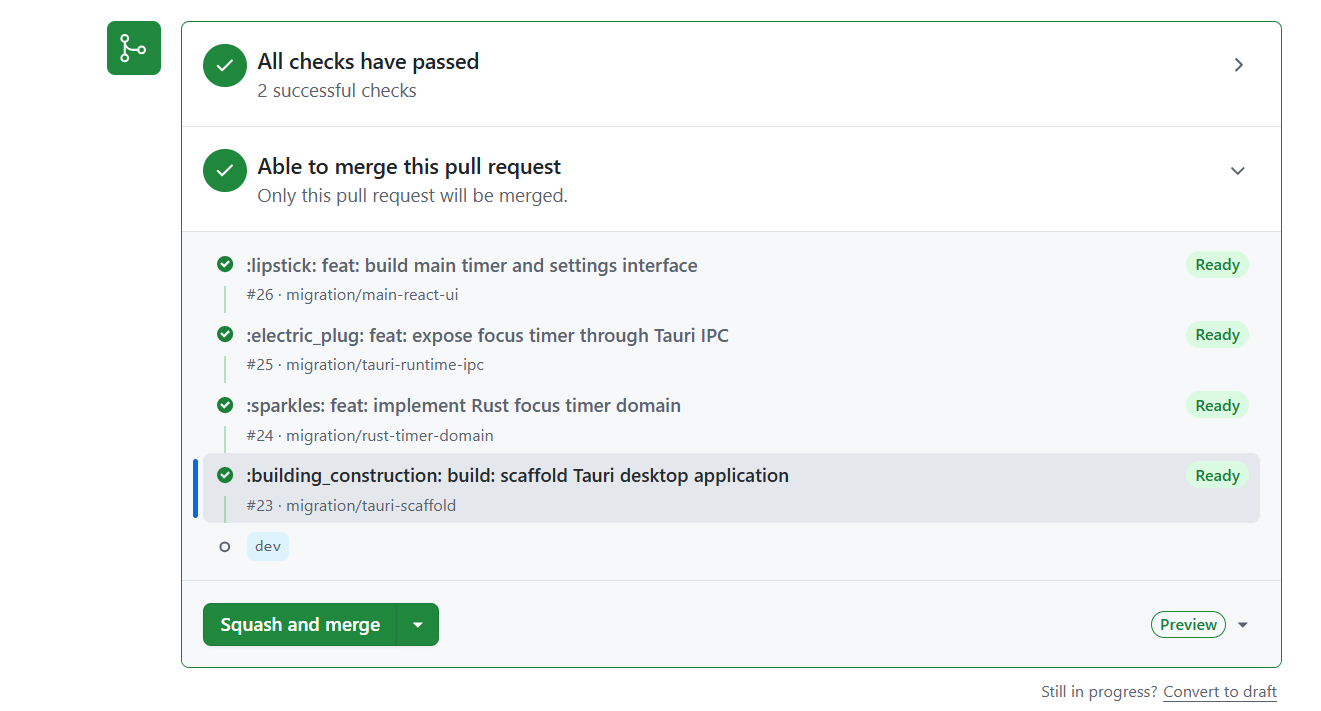 All checks have passed
2 successful checks
Able to merge this pull request
Only this pull request will be merged.
:lipstick: feat: build main timer and settings interface
Ready
#26 · migration/main-react-ui
:electric_plug: feat: expose focus timer through Tauri IPC
Ready
#25 · migration/tauri-runtime-ipc
:sparkles: feat: implement Rust focus timer domain
Ready
#24 · migration/rust-timer-domain
:building_construction: build: scaffold Tauri desktop application
Ready
#23 · migration/tauri-scaffold
dev
Squash and merge
Preview
Still in progress? Convert to draft